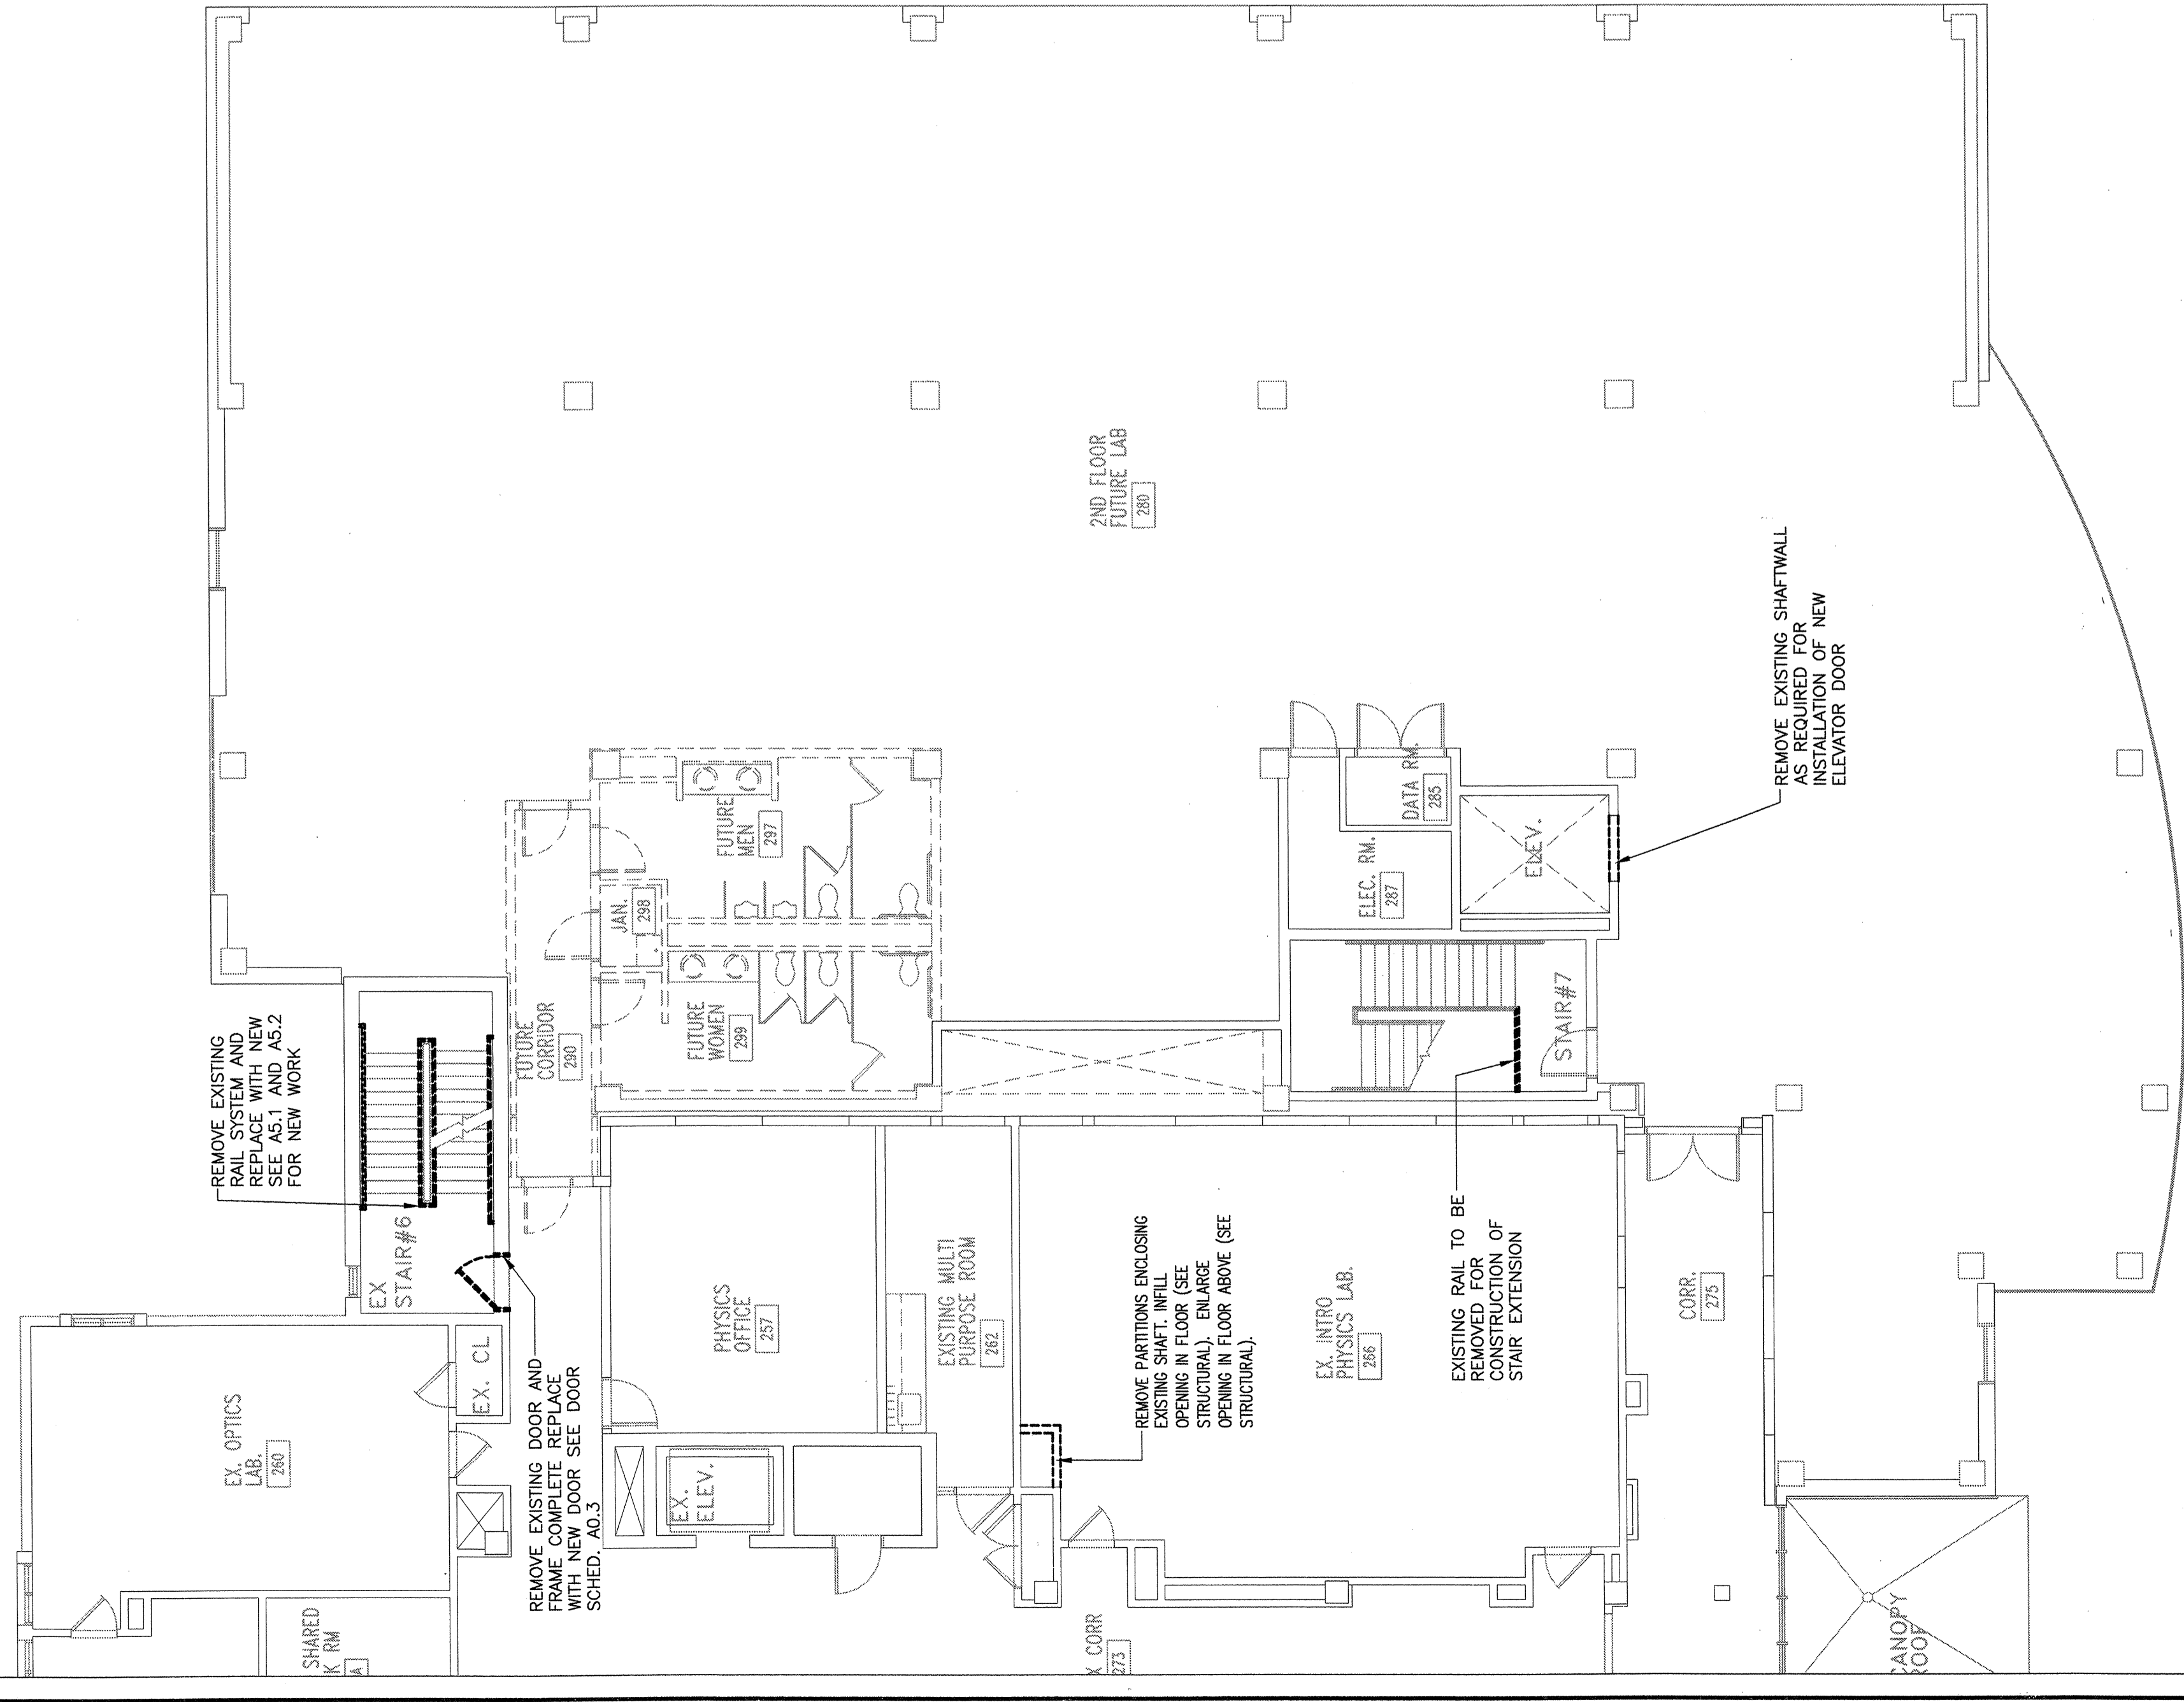 REMOVE EXISTING
RAIL SYSTEM AND
REPLACE WITH NEW
SEE A5.1 AND A5.2
FOR NEW WORK
EX
STAIR#6
EX. OPTICS
LAB.
260
EX. CL
SHARED
K RM
A
REMOVE EXISTING DOOR AND
FRAME COMPLETE REPLACE
WITH NEW DOOR SEE DOOR
SCHED. A0.3
FUTURE
CORRIDOR
290
JAN.
298
FUTURE
MEN
297
FUTURE
WOMEN
299
PHYSICS
OFFICE
257
EX.
ELEV.
EXISTING MULTI
PURPOSE ROOM
262
2ND FLOOR
FUTURE LAB
280
REMOVE PARTITIONS ENCLOSING
EXISTING SHAFT. INFILL
OPENING IN FLOOR (SEE
STRUCTURAL). ENLARGE
OPENING IN FLOOR ABOVE (SEE
STRUCTURAL).
X CORR
273
EX. INTRO
PHYSICS LAB.
266
ELEC. RM.
287
DATA RM.
285
ELEV.
STAIR#7
EXISTING RAIL TO BE
REMOVED FOR
CONSTRUCTION OF
STAIR EXTENSION
CORR.
275
REMOVE EXISTING SHAFTWALL
AS REQUIRED FOR
INSTALLATION OF NEW
ELEVATOR DOOR
CANOPY
ROOF